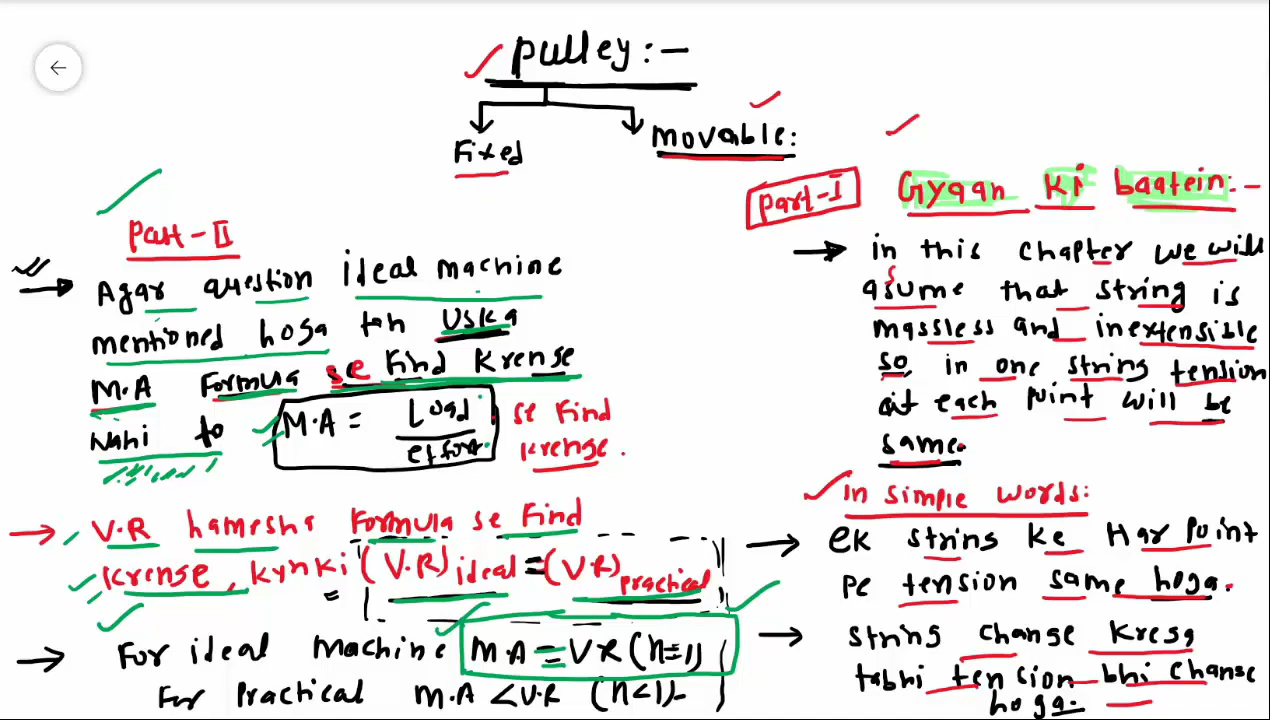 pulley:-
Fixed
movable:
Part-I
Gyaan Ki baatein:-
in this chapter we will
assume that string is
massless and inextensible
so, in one string tension
at each point will be
same.
in simple words:
ek string ke Har Point
pe tension same hoga.
string change Krega
tabhi tension bhi change
hoga.
Part-II
Agar question ideal machine
mentioned hoga toh Uska
M.A Formula se find Krenge
Nahi to M.A = Load / effort se find
Krenge.
V.R hamesha Formula se Find
Krenge, kynki (V.R) ideal = (V.R) practical
=
For ideal machine M.A = V.R (n=1)
For Practical M.A < V.R (n<1)